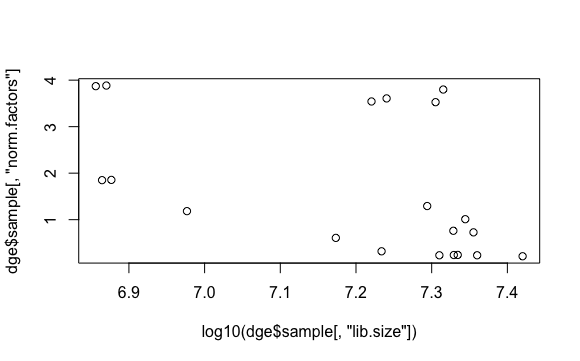 dge$sample[, "norm.factors"]
4
3
2
1
6.9 7.0 7.1 7.2 7.3 7.4
log10(dge$sample[, "lib.size"])